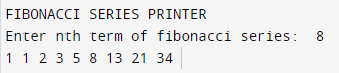 FIBONACCI SERIES PRINTER
Enter nth term of fibonacci series:  8
1 1 2 3 5 8 13 21 34